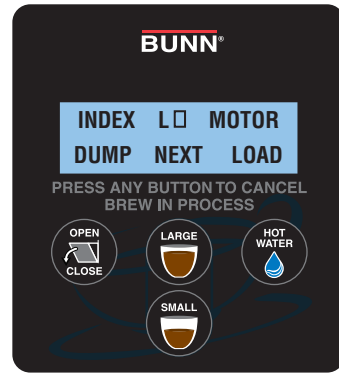 BUNN®
INDEX L□ MOTOR
DUMP NEXT LOAD
PRESS ANY BUTTON TO CANCEL
BREW IN PROCESS
OPEN
CLOSE
LARGE
HOT
WATER
SMALL